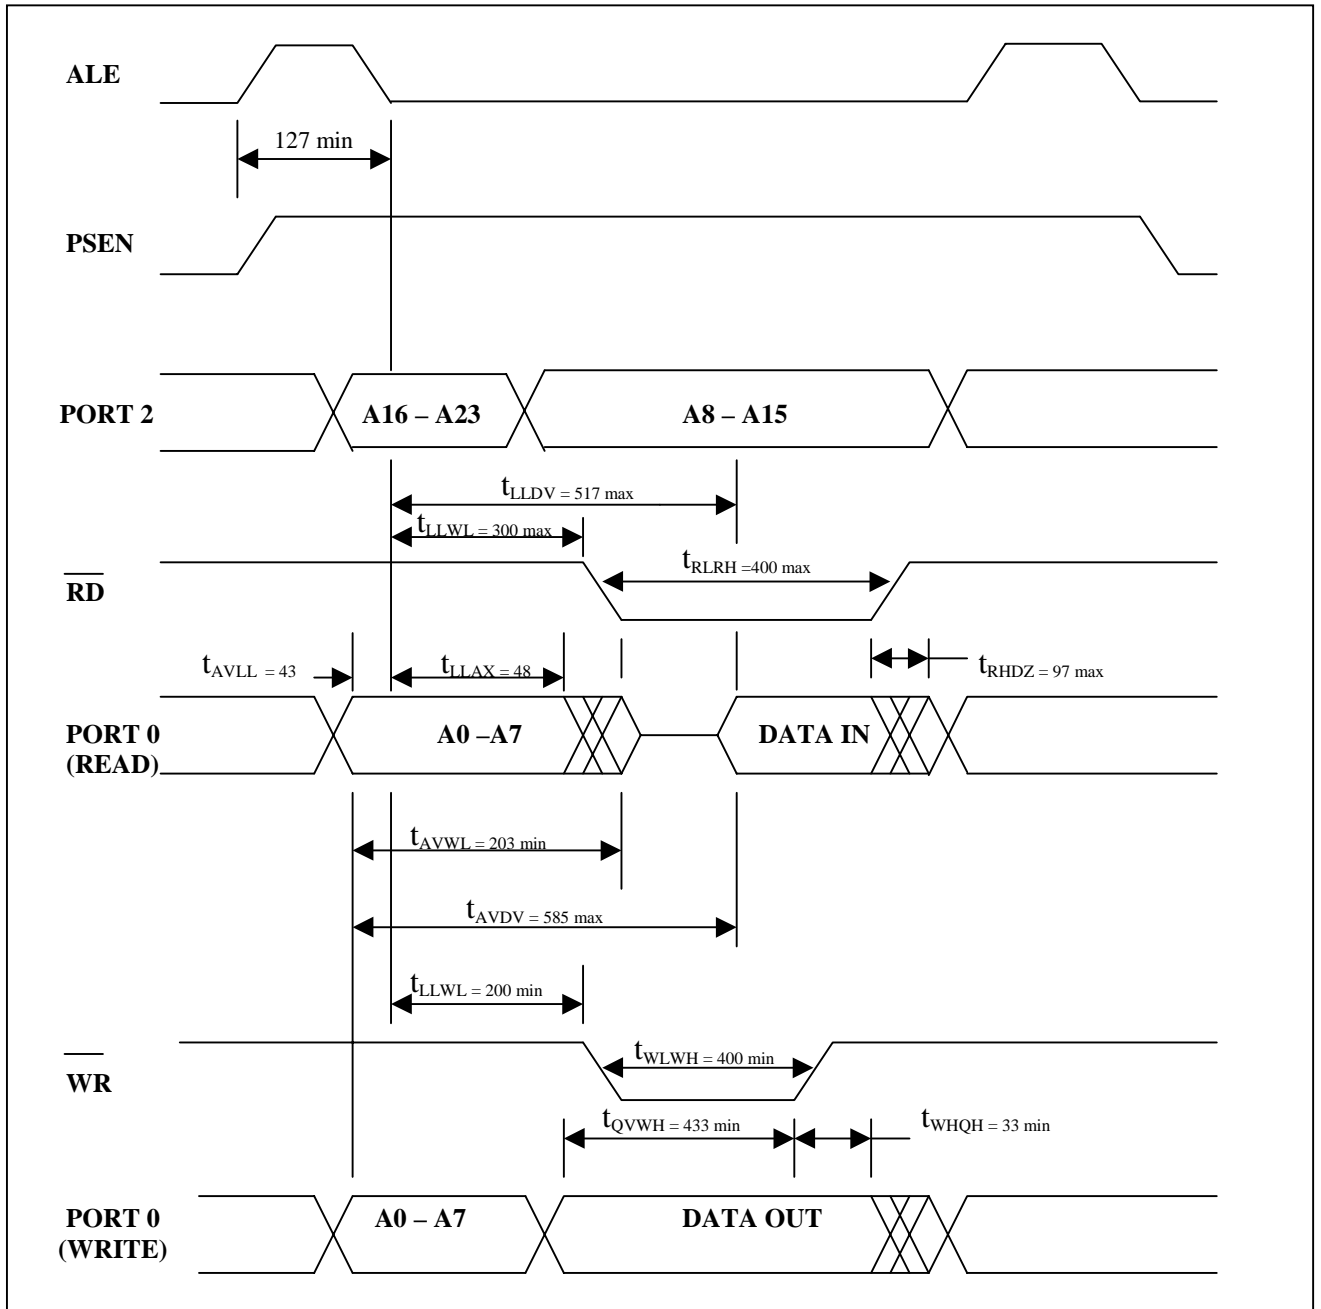 ALE
127 min
PSEN
PORT 2
A16 – A23
A8 – A15
tLLDV = 517 max
tLLWL = 300 max
RD
tRLRH =400 max
tAVLL = 43
tLLAX = 48
tRHDZ = 97 max
PORT 0
(READ)
A0 –A7
DATA IN
tAVWL = 203 min
tAVDV = 585 max
tLLWL = 200 min
WR
tWLWH = 400 min
tQVWH = 433 min
tWHQH = 33 min
PORT 0
(WRITE)
A0 – A7
DATA OUT